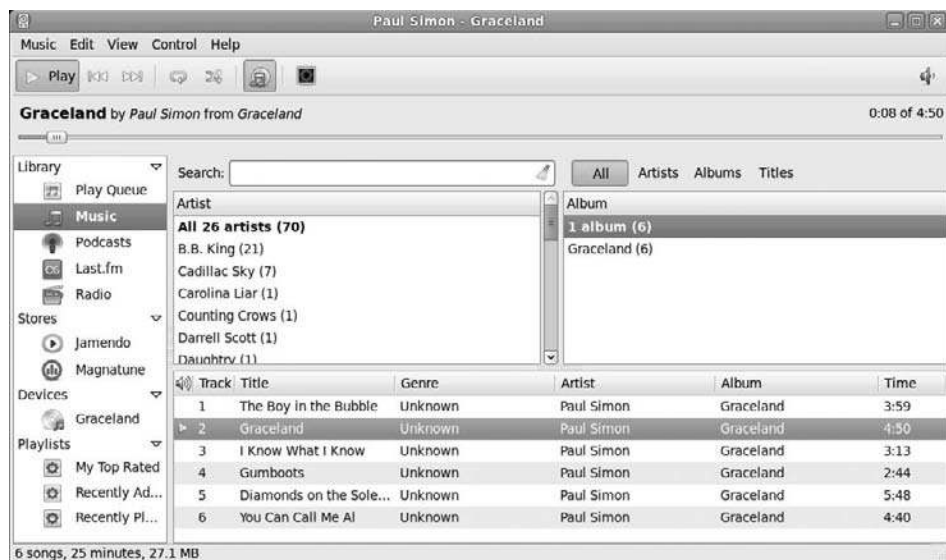 Paul Simon - Graceland
Music Edit View Control Help
Play
Graceland by Paul Simon from Graceland 0:08 of 4:50
Library
Play Queue
Music
Podcasts
Last.fm
Radio
Stores
Jamendo
Magnatune
Devices
Graceland
Playlists
My Top Rated
Recently Ad...
Recently Pl...
Search: All Artists Albums Titles
Artist
All 26 artists (70)
B.B. King (21)
Cadillac Sky (7)
Carolina Liar (1)
Counting Crows (1)
Darrell Scott (1)
Daughtry (1)
Album
1 album (6)
Graceland (6)
Track Title Genre Artist Album Time
1 The Boy in the Bubble Unknown Paul Simon Graceland 3:59
2 Graceland Unknown Paul Simon Graceland 4:50
3 I Know What I Know Unknown Paul Simon Graceland 3:13
4 Gumboots Unknown Paul Simon Graceland 2:44
5 Diamonds on the Sole... Unknown Paul Simon Graceland 5:48
6 You Can Call Me Al Unknown Paul Simon Graceland 4:40
6 songs, 25 minutes, 27.1 MB